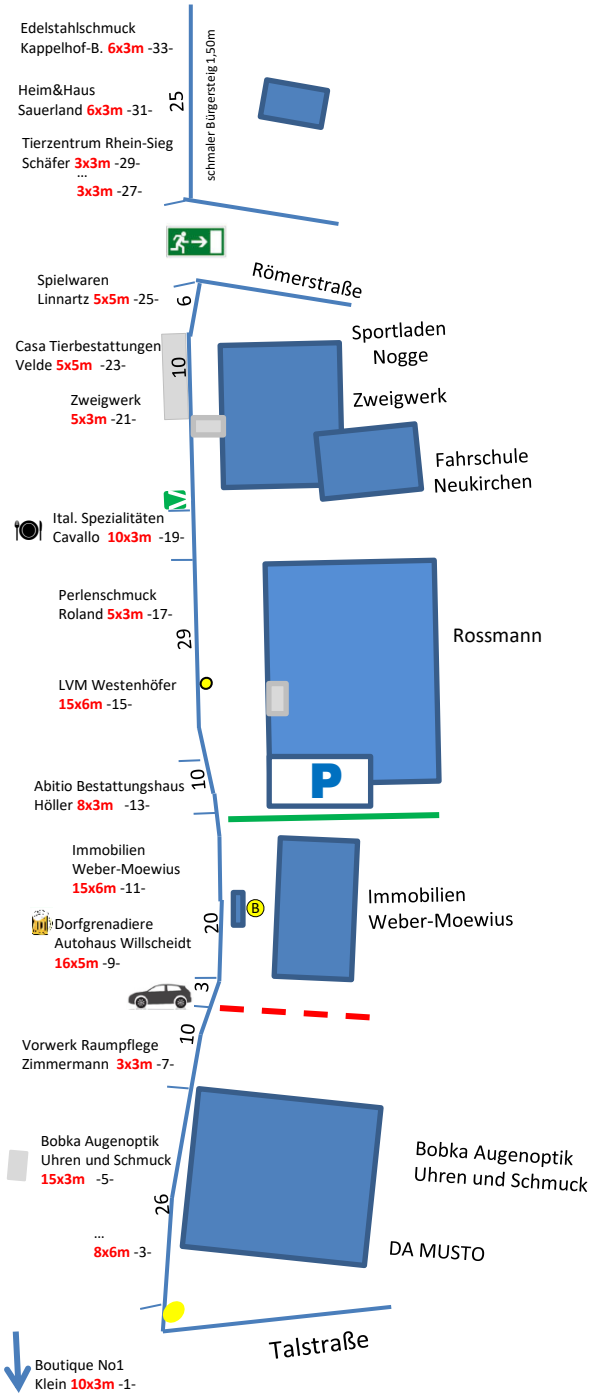 Edelstahlschmuck
Kappelhof-B. 6x3m -33-
25
schmaler Bürgersteig 1,50m
Heim&Haus
Sauerland 6x3m -31-
Tierzentrum Rhein-Sieg
Schäfer 3x3m -29-
...
3x3m -27-
Römerstraße
Spielwaren
Linnartz 5x5m -25-
6
Sportladen
Nogge
Casa Tierbestattungen
Velde 5x5m -23-
10
Zweigwerk
Zweigwerk
5x3m -21-
Fahrschule
Neukirchen
Ital. Spezialitäten
Cavallo 10x3m -19-
Perlenschmuck
Roland 5x3m -17-
29
Rossmann
LVM Westenhöfer
15x6m -15-
10
P
Abitio Bestattungshaus
Höller 8x3m -13-
Immobilien
Weber-Moewius
15x6m -11-
B
Immobilien
Weber-Moewius
20
Dorfgrenadiere
Autohaus Willscheidt
16x5m -9-
3
10
Vorwerk Raumpflege
Zimmermann 3x3m -7-
Bobka Augenoptik
Uhren und Schmuck
15x3m -5-
Bobka Augenoptik
Uhren und Schmuck
26
...
8x6m -3-
DA MUSTO
Talstraße
Boutique No1
Klein 10x3m -1-